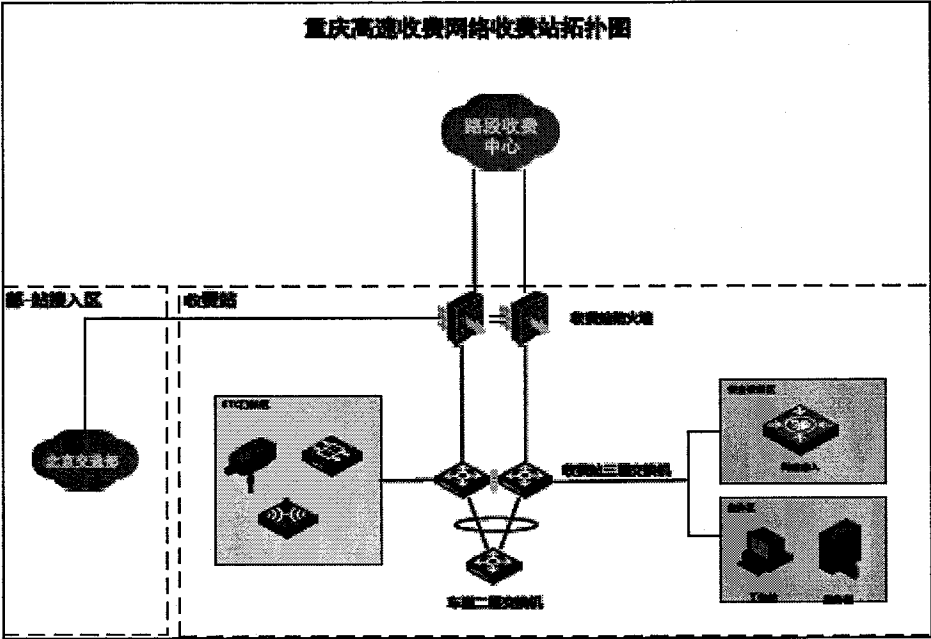 重庆高速收费网络收费站拓扑图
路段收费
中心
部-站接入区
收费站
收费站防火墙
ETC门架区
收费站三层交换机
车道二层交换机
工作站
服务器